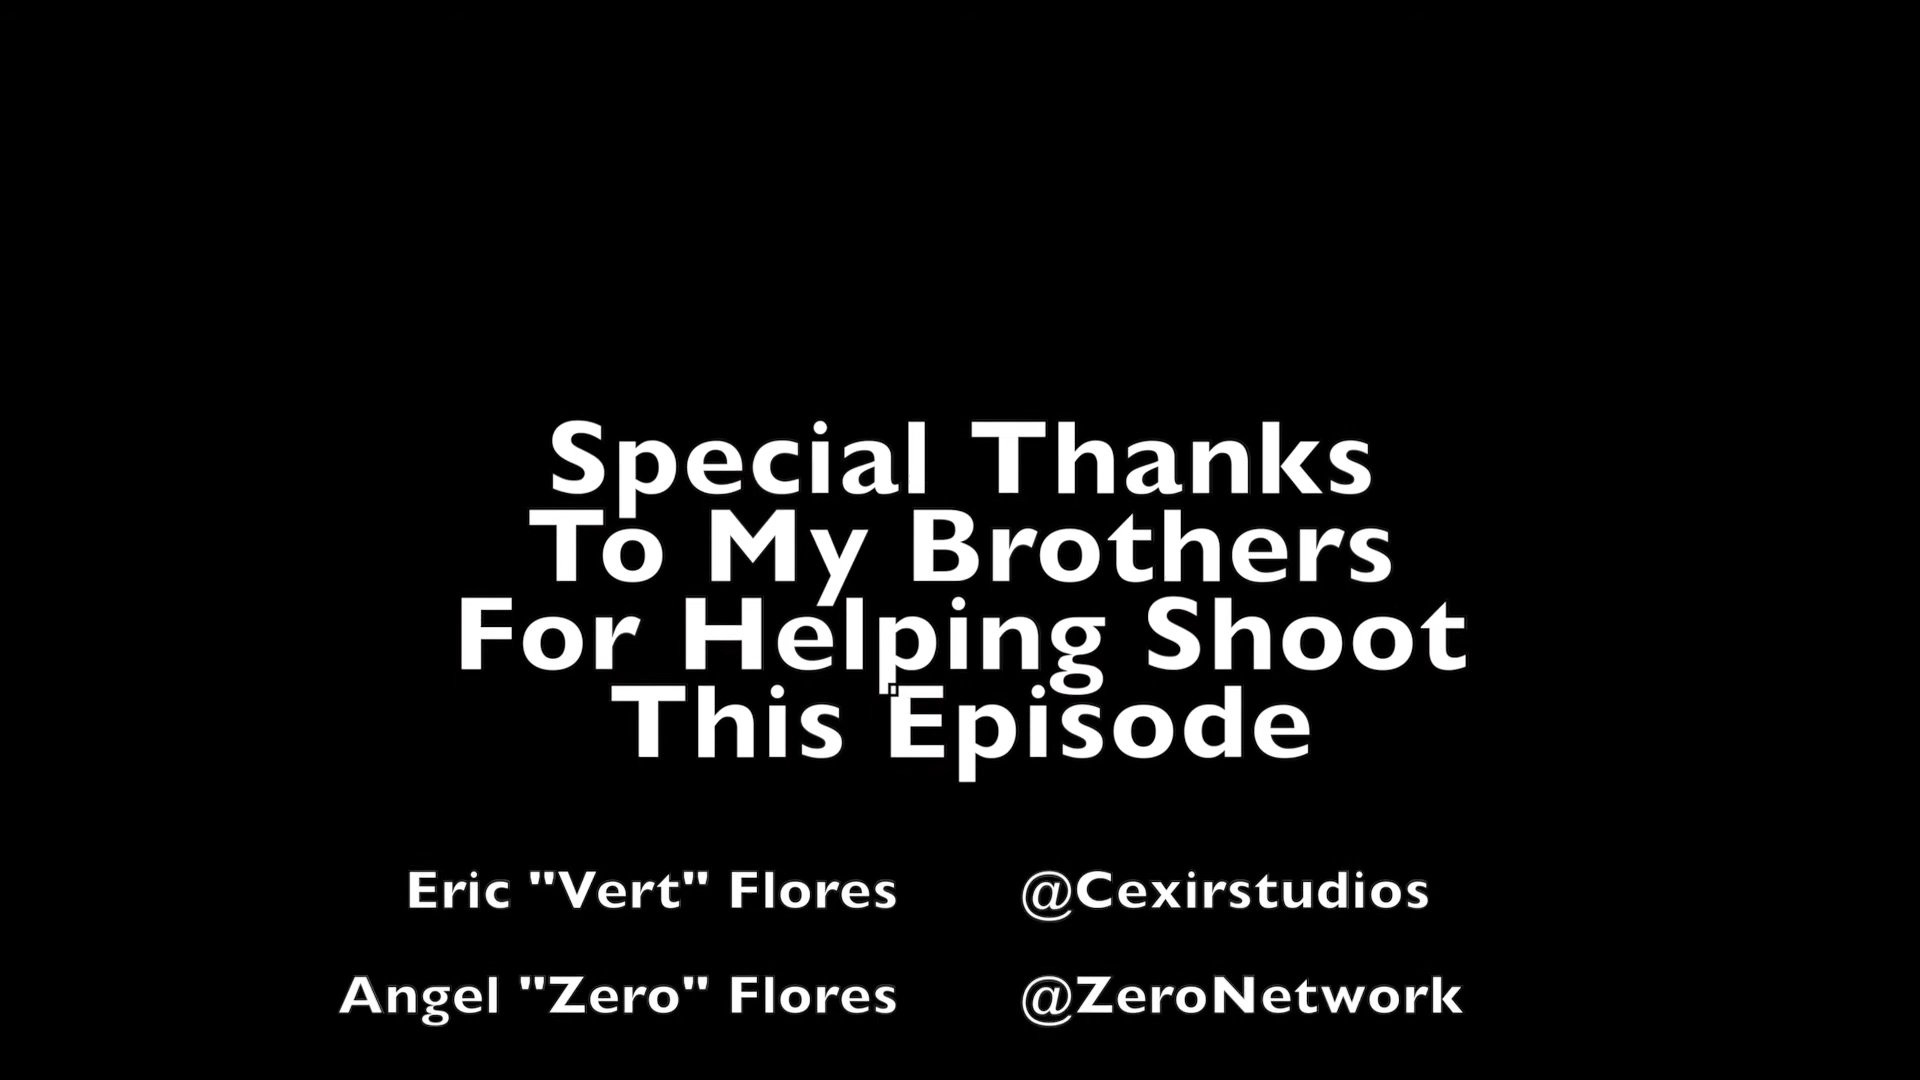 Special Thanks
To My Brothers
For Helping Shoot
This Episode
Eric "Vert" Flores @Cexirstudios
Angel "Zero" Flores @ZeroNetwork